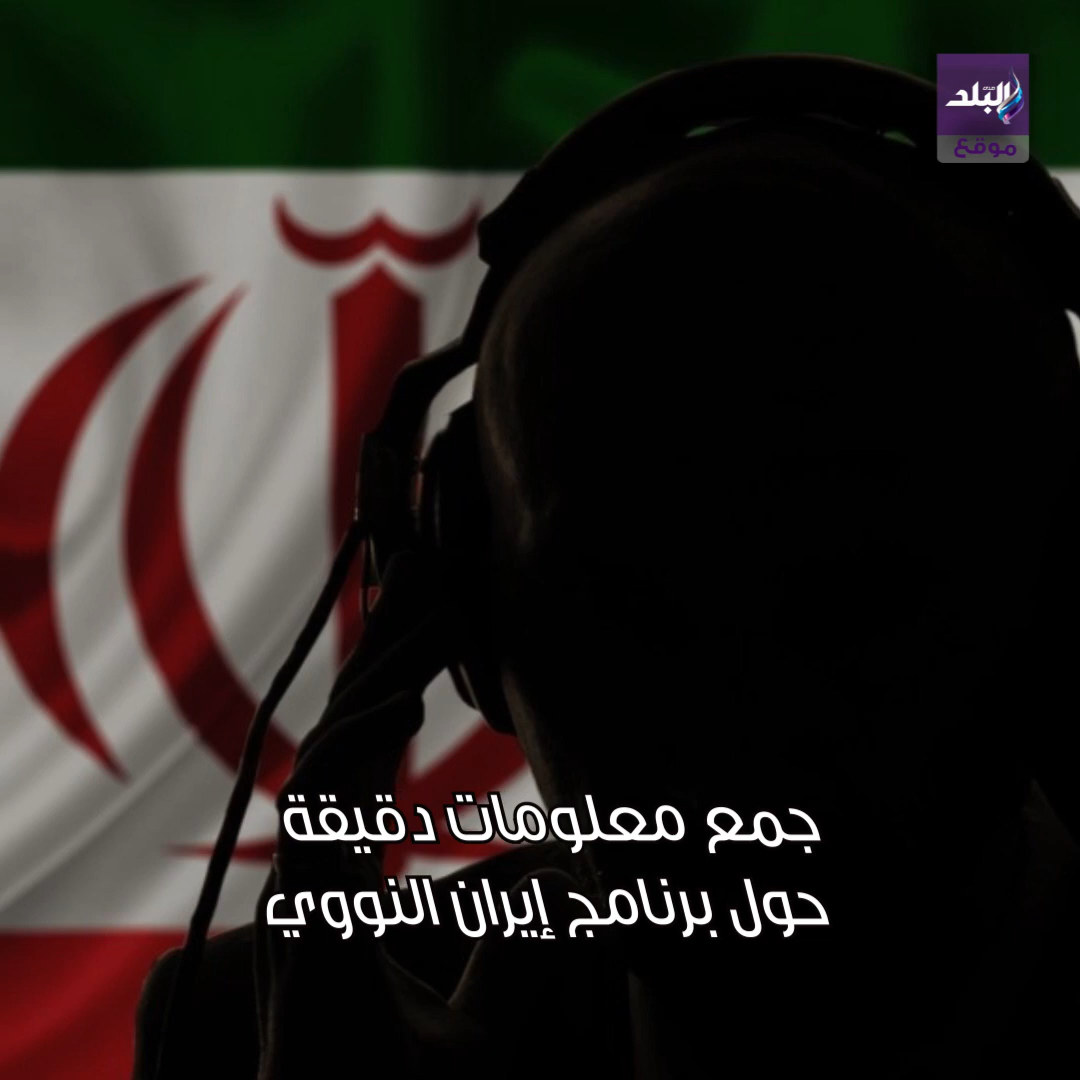 صدى
البلد
موقع
جمع معلومات دقيقة
حول برنامج إيران النووي